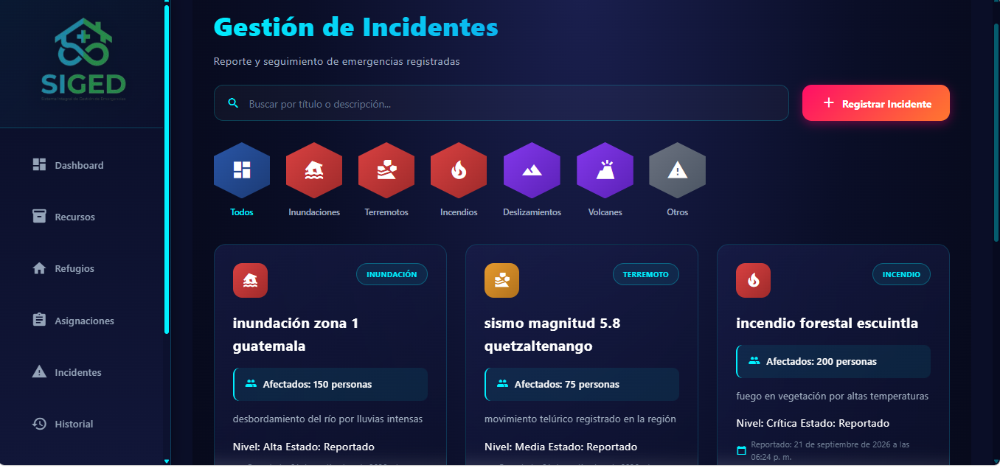 SIGED
Sistema Integral de Gestión de Emergencias
Dashboard
Recursos
Refugios
Asignaciones
Incidentes
Historial
Gestión de Incidentes
Reporte y seguimiento de emergencias registradas
Buscar por título o descripción...
Registrar Incidente
Todos
Inundaciones
Terremotos
Incendios
Deslizamientos
Volcanes
Otros
INUNDACIÓN
inundación zona 1
guatemala
Afectados: 150 personas
desbordamiento del río por lluvias intensas
Nivel: Alta Estado: Reportado
TERREMOTO
sismo magnitud 5.8
quetzaltenango
Afectados: 75 personas
movimiento telúrico registrado en la región
Nivel: Media Estado: Reportado
INCENDIO
incendio forestal escuintla
Afectados: 200 personas
fuego en vegetación por altas temperaturas
Nivel: Crítica Estado: Reportado
Reportado: 21 de septiembre de 2026 a las
06:24 p. m.